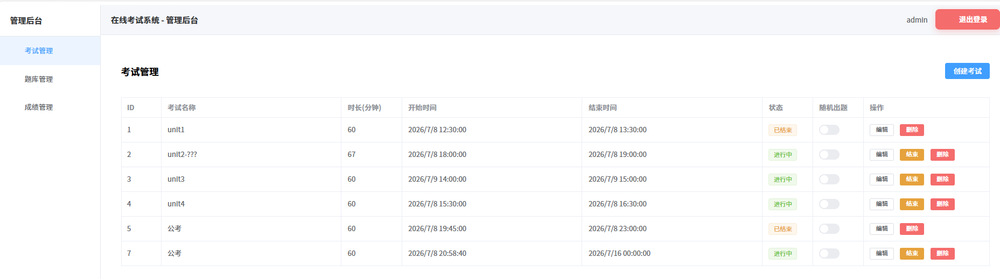 管理后台
在线考试系统 - 管理后台
admin
退出登录
考试管理
题库管理
成绩管理
考试管理
创建考试
ID 考试名称 时长(分钟) 开始时间 结束时间 状态 随机出题 操作
1 unit1 60 2026/7/8 12:30:00 2026/7/8 13:30:00 已结束 编辑 删除
2 unit2-??? 67 2026/7/8 18:00:00 2026/7/8 19:00:00 进行中 编辑 结束 删除
3 unit3 60 2026/7/9 14:00:00 2026/7/9 15:00:00 进行中 编辑 结束 删除
4 unit4 60 2026/7/8 15:30:00 2026/7/8 16:30:00 进行中 编辑 结束 删除
5 公考 60 2026/7/8 19:45:00 2026/7/8 23:00:00 已结束 编辑 删除
7 公考 60 2026/7/8 20:58:40 2026/7/16 00:00:00 进行中 编辑 结束 删除